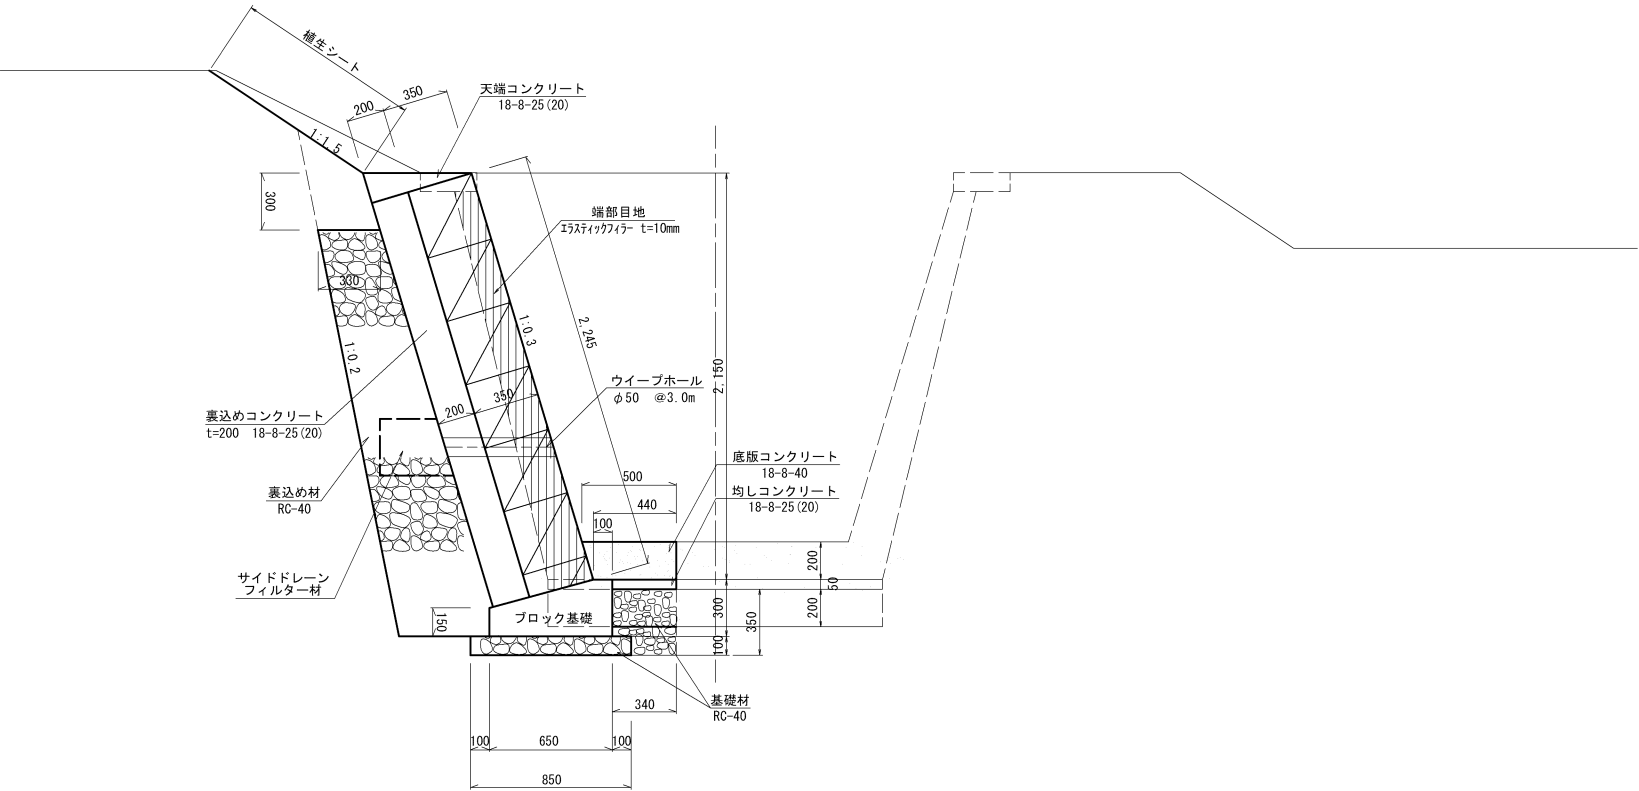 植生シート
200
350
天端コンクリート
18-8-25(20)
1:1.5
300
端部目地
ｴﾗｽﾃｨｯｸﾌｨﾗｰ t=10mm
330
1:0.3
2,245
1:0.2
2,150
ウイープホール
φ50 @3.0m
200
350
裏込めコンクリート
t=200 18-8-25(20)
底版コンクリート
18-8-40
500
均しコンクリート
18-8-25(20)
裏込め材
RC-40
440
100
200
サイドドレーン
フィルター材
50
150
ブロック基礎
300
350
200
100
基礎材
RC-40
340
100
650
100
850